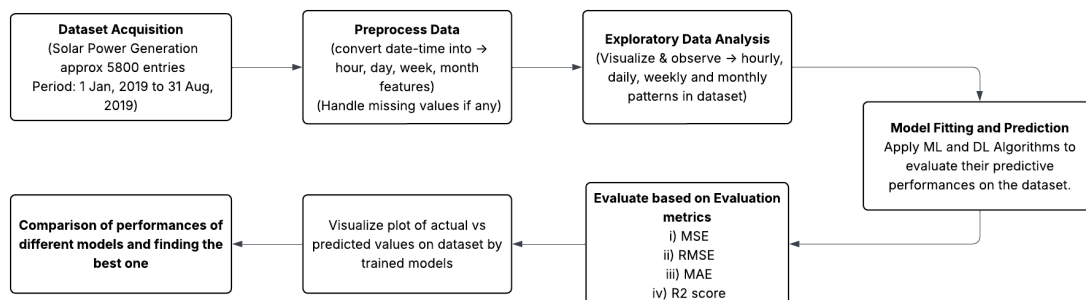 Dataset Acquisition
(Solar Power Generation
approx 5800 entries
Period: 1 Jan, 2019 to 31 Aug,
2019)
Preprocess Data
(convert date-time into →
hour, day, week, month
features)
(Handle missing values if any)
Exploratory Data Analysis
(Visualize & observe → hourly,
daily, weekly and monthly
patterns in dataset)
Model Fitting and Prediction
Apply ML and DL Algorithms to
evaluate their predictive
performances on the dataset.
Evaluate based on Evaluation
metrics
i) MSE
ii) RMSE
iii) MAE
iv) R2 score
Visualize plot of actual vs
predicted values on dataset by
trained models
Comparison of performances of
different models and finding the
best one